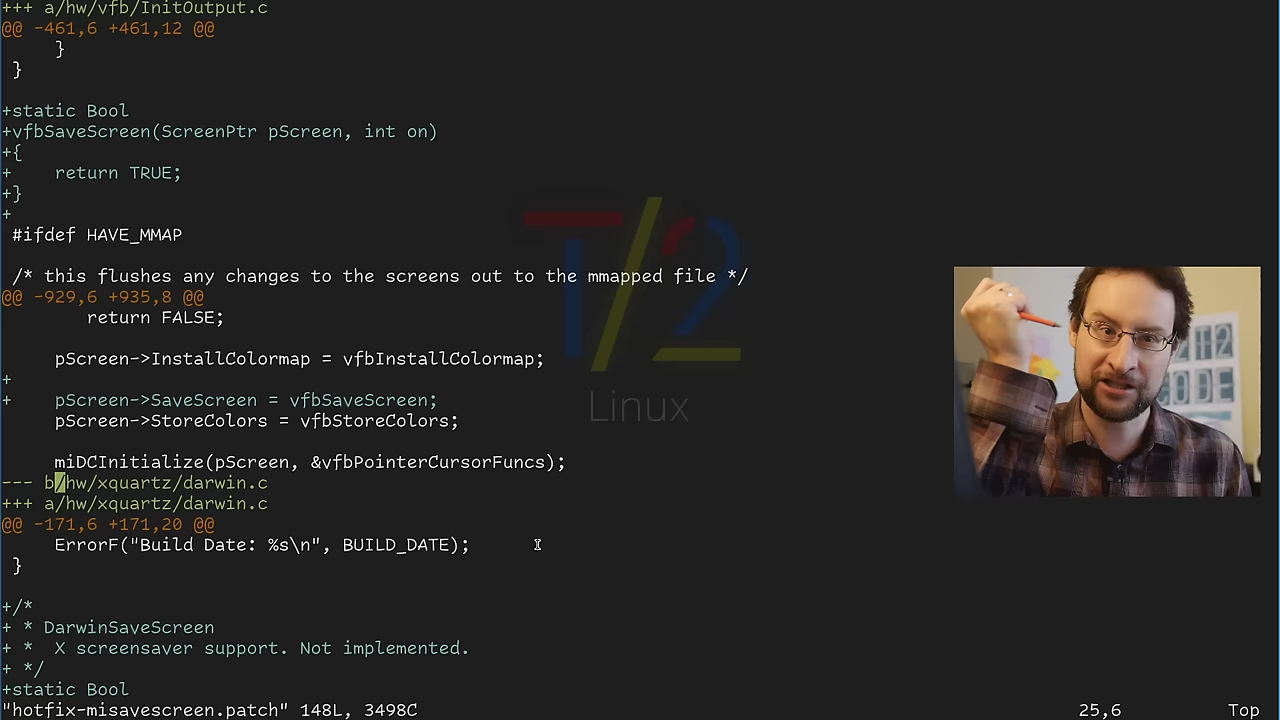 +++ a/hw/vfb/InitOutput.c
@@ -461,6 +461,12 @@
     }
 }
+static Bool
+vfbSaveScreen(ScreenPtr pScreen, int on)
+{
+    return TRUE;
+}
+
 #ifdef HAVE_MMAP
 /* this flushes any changes to the screens out to the mmapped file */
@@ -929,6 +935,8 @@
        return FALSE;
     pScreen->InstallColormap = vfbInstallColormap;
+
+    pScreen->SaveScreen = vfbSaveScreen;
     pScreen->StoreColors = vfbStoreColors;
     miDCInitialize(pScreen, &vfbPointerCursorFuncs);
--- b/hw/xquartz/darwin.c
+++ a/hw/xquartz/darwin.c
@@ -171,6 +171,20 @@
     ErrorF("Build Date: %s\n", BUILD_DATE);
 }
+/*
+ * DarwinSaveScreen
+ *  X screensaver support. Not implemented.
+ */
+static Bool
"hotfix-misavescreen.patch" 148L, 3498C 25,6 Top
T/2
Linux